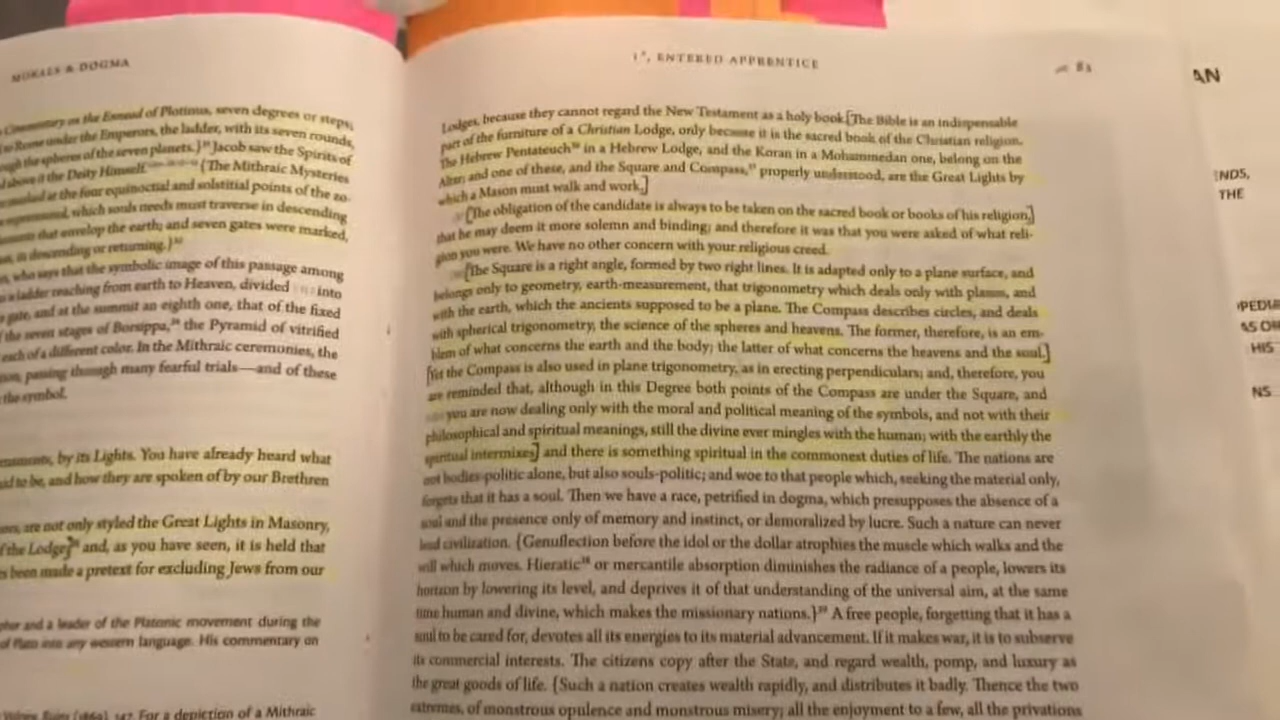 MORALS & DOGMA
Commentary on the Ennead of Plotinus, seven degrees or steps;
to Rome under the Emperors, the ladder, with its seven rounds,
the spheres of the seven planets.} Jacob saw the Spirits of
above it the Deity Himself. {The Mithraic Mysteries
marked at the four equinoctial and solstitial points of the zo-
represented, which souls needs must traverse in descending
that envelop the earth; and seven gates were marked,
in descending or returning.}
who says that the symbolic image of this passage among
a ladder reaching from earth to Heaven, divided into
gate, and at the summit an eighth one, that of the fixed
the seven stages of Borsippa, the Pyramid of vitrified
each of a different color. In the Mithraic ceremonies, the
passing through many fearful trials—and of these
the symbol.
by its Lights. You have already heard what
to be, and how they are spoken of by our Brethren
are not only styled the Great Lights in Masonry,
of the Lodge] and, as you have seen, it is held that
been made a pretext for excluding Jews from our
and a leader of the Platonic movement during the
of Plato into any western language. His commentary on
For a depiction of a Mithraic
1°, ENTERED APPRENTICE
83
Lodges, because they cannot regard the New Testament as a holy book.[The Bible is an indispensable
part of the furniture of a Christian Lodge, only because it is the sacred book of the Christian religion.
The Hebrew Pentateuch in a Hebrew Lodge, and the Koran in a Mohammedan one, belong on the
Altar; and one of these, and the Square and Compass, properly understood, are the Great Lights by
which a Mason must walk and work.]
[The obligation of the candidate is always to be taken on the sacred book or books of his religion,]
that he may deem it more solemn and binding; and therefore it was that you were asked of what reli-
gion you were. We have no other concern with your religious creed.
[The Square is a right angle, formed by two right lines. It is adapted only to a plane surface, and
belongs only to geometry, earth-measurement, that trigonometry which deals only with planes, and
with the earth, which the ancients supposed to be a plane. The Compass describes circles, and deals
with spherical trigonometry, the science of the spheres and heavens. The former, therefore, is an em-
blem of what concerns the earth and the body; the latter of what concerns the heavens and the soul.]
[Yet the Compass is also used in plane trigonometry, as in erecting perpendiculars; and, therefore, you
are reminded that, although in this Degree both points of the Compass are under the Square, and
you are now dealing only with the moral and political meaning of the symbols, and not with their
philosophical and spiritual meanings, still the divine ever mingles with the human; with the earthly the
spiritual intermixes] and there is something spiritual in the commonest duties of life. The nations are
not bodies-politic alone, but also souls-politic; and woe to that people which, seeking the material only,
forgets that it has a soul. Then we have a race, petrified in dogma, which presupposes the absence of a
soul and the presence only of memory and instinct, or demoralized by lucre. Such a nature can never
lead civilization. {Genuflection before the idol or the dollar atrophies the muscle which walks and the
will which moves. Hieratic or mercantile absorption diminishes the radiance of a people, lowers its
horizon by lowering its level, and deprives it of that understanding of the universal aim, at the same
time human and divine, which makes the missionary nations.} A free people, forgetting that it has a
soul to be cared for, devotes all its energies to its material advancement. If it makes war, it is to subserve
its commercial interests. The citizens copy after the State, and regard wealth, pomp, and luxury as
the great goods of life. {Such a nation creates wealth rapidly, and distributes it badly. Thence the two
extremes, of monstrous opulence and monstrous misery; all the enjoyment to a few, all the privations
AN
THE
HIS